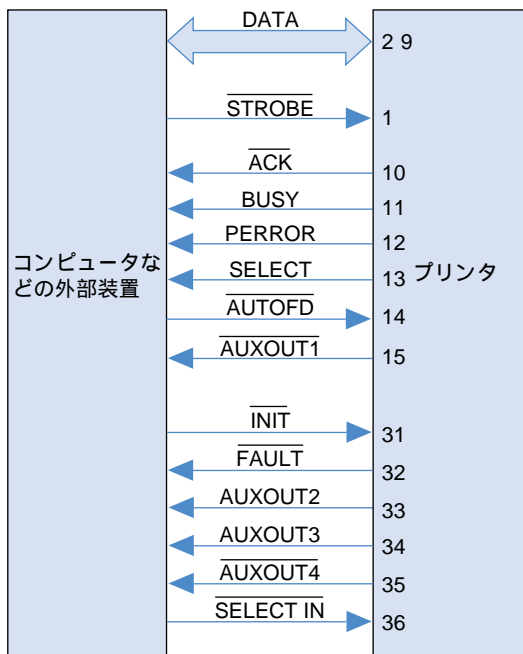 DATA
2 9
STROBE
1
ACK
10
BUSY
11
PERROR
12
コンピュータな
どの外部装置
SELECT
13
プリンタ
AUTOFD
14
AUXOUT1
15
INIT
31
FAULT
32
AUXOUT2
33
AUXOUT3
34
AUXOUT4
35
SELECT IN
36